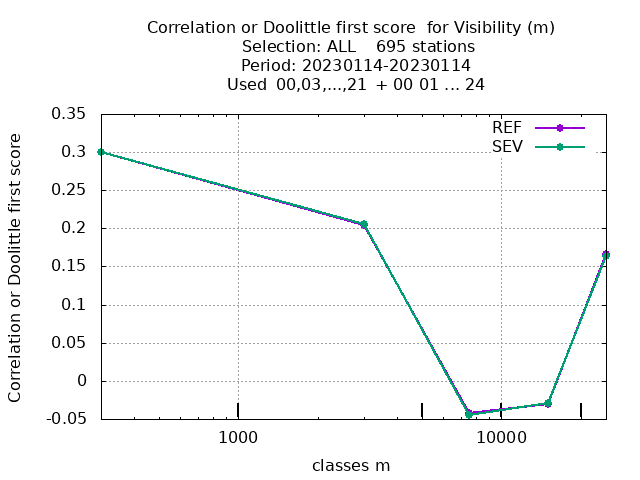 Correlation or Doolittle first score  for Visibility (m)
Selection: ALL    695 stations
Period: 20230114-20230114
Used  00,03,...,21  + 00 01 ... 24
Correlation or Doolittle first score
0.35
0.3
0.25
0.2
0.15
0.1
0.05
0
-0.05
REF
SEV
1000
10000
classes m